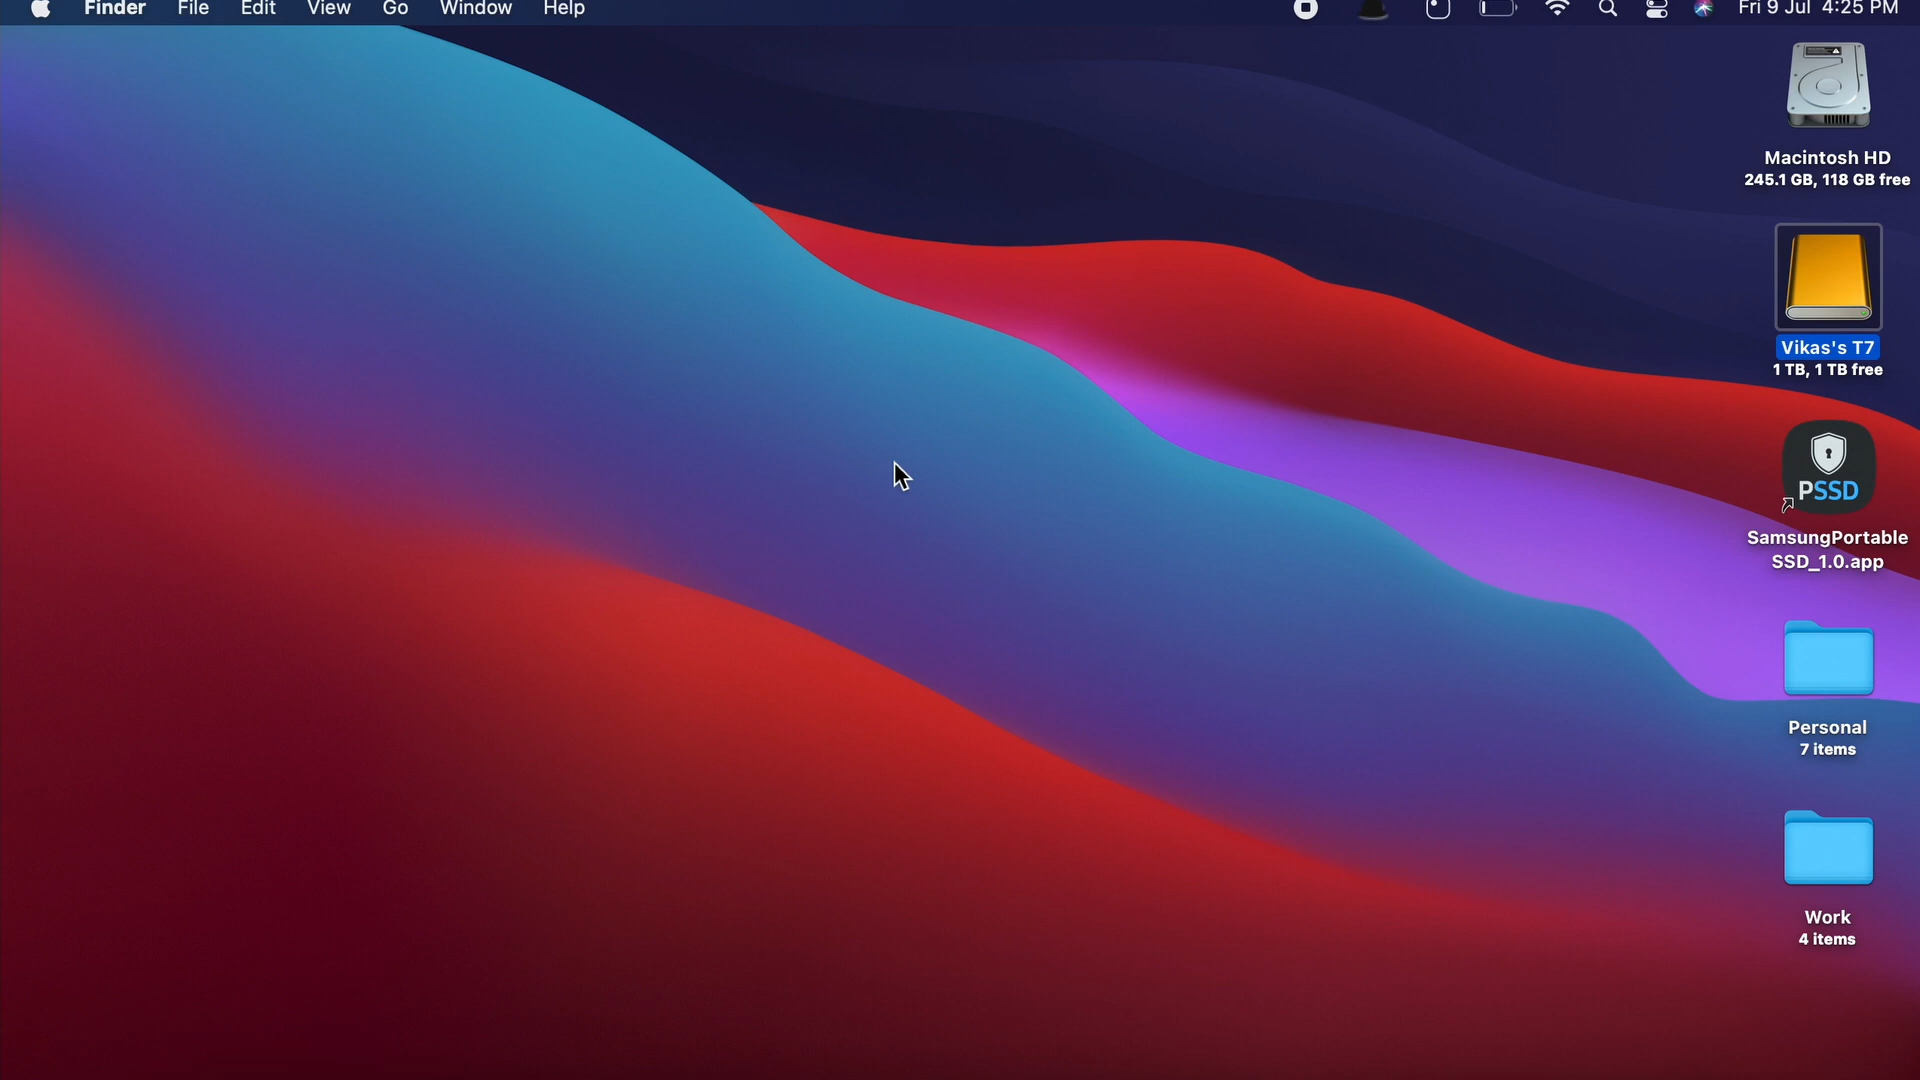 Finder File Edit View Go Window Help Fri 9 Jul 4:25 PM
Macintosh HD
245.1 GB, 118 GB free
Vikas's T7
1 TB, 1 TB free
PSSD
SamsungPortable
SSD_1.0.app
Personal
7 items
Work
4 items